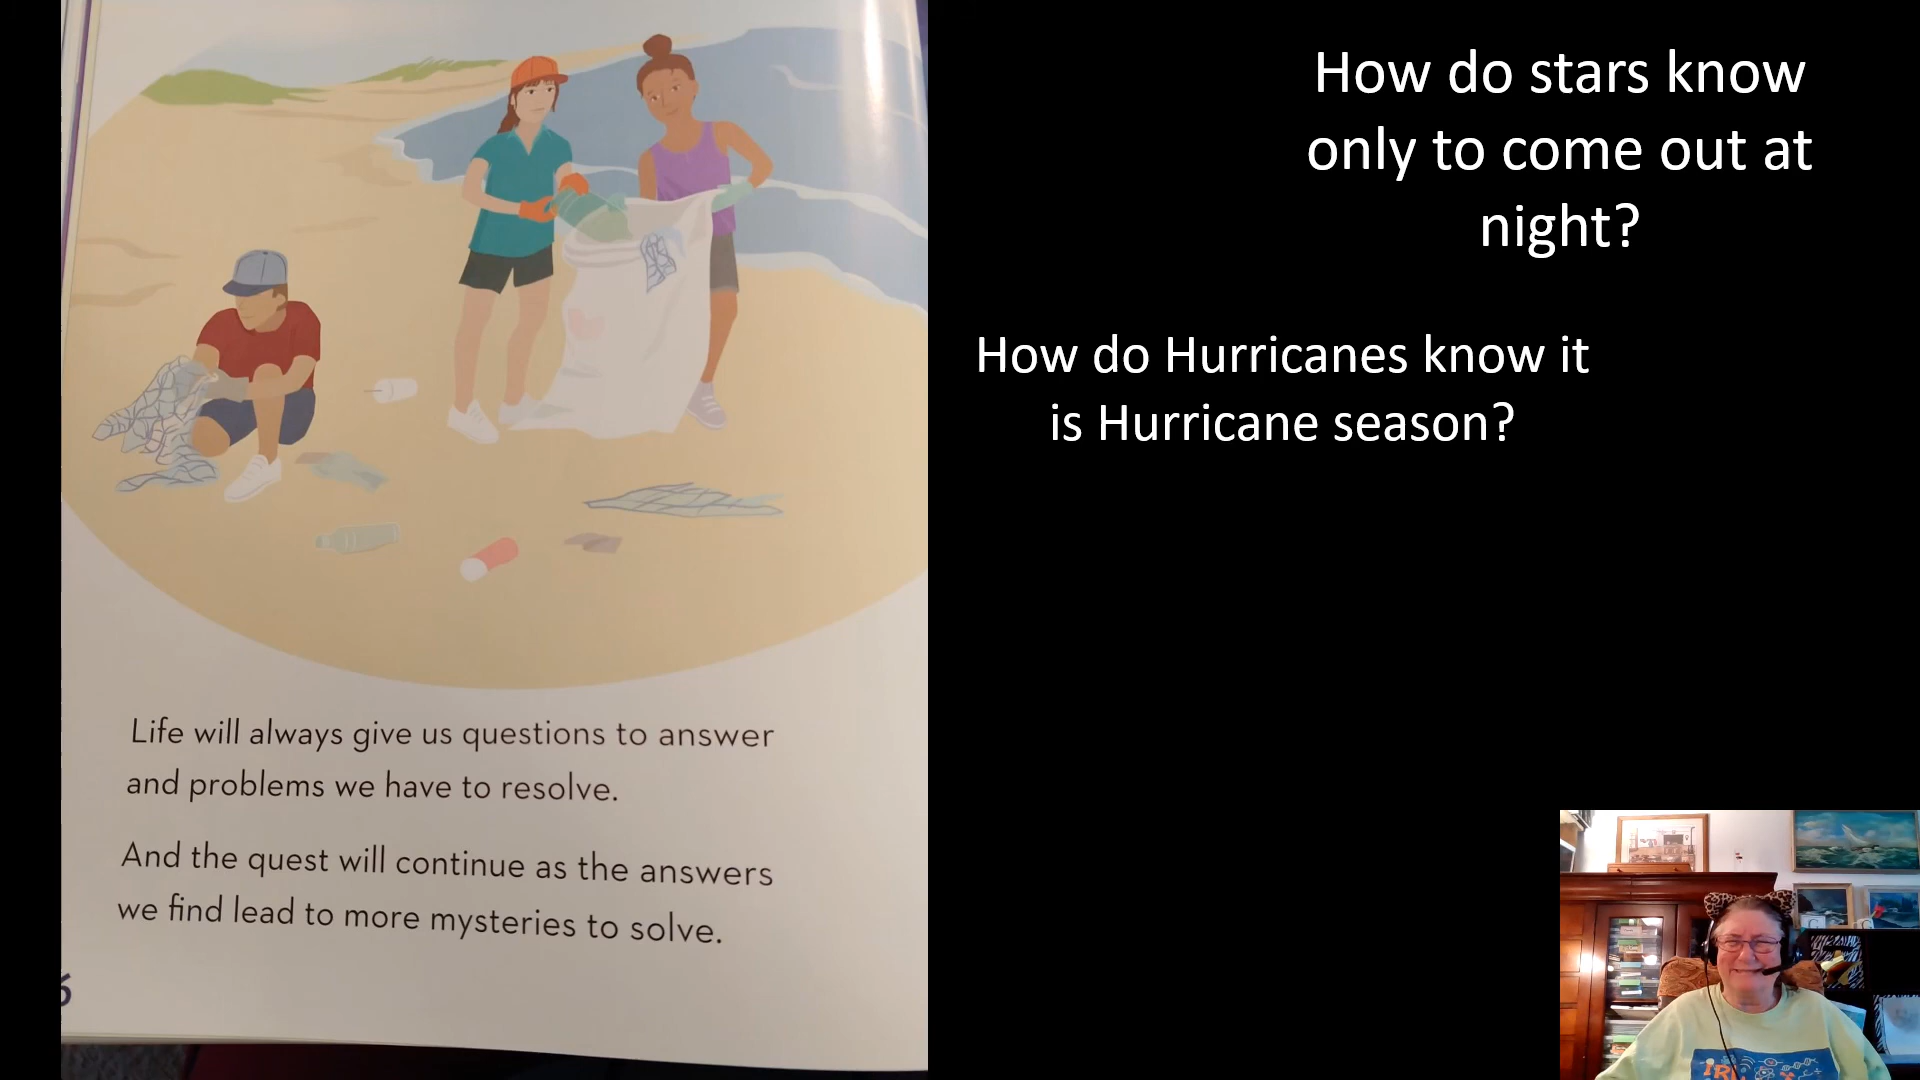 How do stars know
only to come out at
night?
How do Hurricanes know it
is Hurricane season?
Life will always give us questions to answer
and problems we have to resolve.
And the quest will continue as the answers
we find lead to more mysteries to solve.